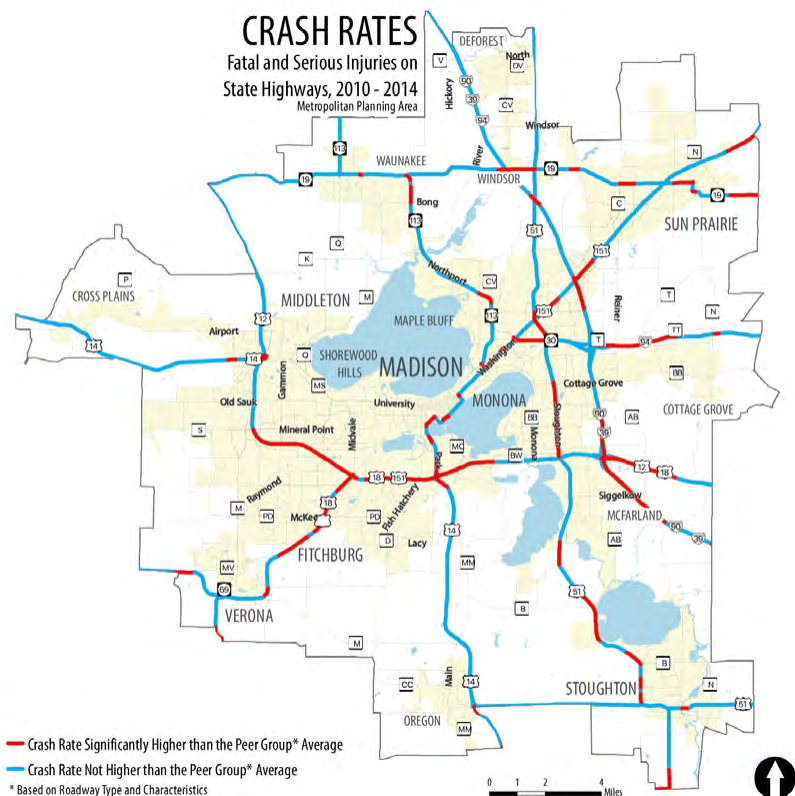 CRASH RATES
Fatal and Serious Injuries on
State Highways, 2010 - 2014
Metropolitan Planning Area
DEFOREST
North
V
DV
90
Hickory
39
CV
94
Windsor
113
River
N
WAUNAKEE
19
19
WINDSOR
19
C
Bong
113
SUN PRAIRIE
51
Q
151
K
Northport
CV
P
CROSS PLAINS
MIDDLETON
M
T
Reiner
N
MAPLE BLUFF
113
151
12
Airport
TT
14
14
Q
SHOREWOOD
HILLS
MADISON
Washington
30
T
94
Gammon
MS
BB
Cottage Grove
Old Sauk
University
MONONA
COTTAGE GROVE
BB
90
AB
S
Mineral Point
Midvale
Stoughton
Monona
39
MC
BW
Park
12
18
18
151
Raymond
18
Siggelkow
M
PD
McKee
PD
Fish Hatchery
MCFARLAND
90
39
14
D
Lacy
AB
FITCHBURG
MV
MM
69
51
B
VERONA
M
B
Main
CC
14
STOUGHTON
N
51
OREGON
MM
Crash Rate Significantly Higher than the Peer Group* Average
Crash Rate Not Higher than the Peer Group* Average
* Based on Roadway Type and Characteristics
0 1 2 4
Miles